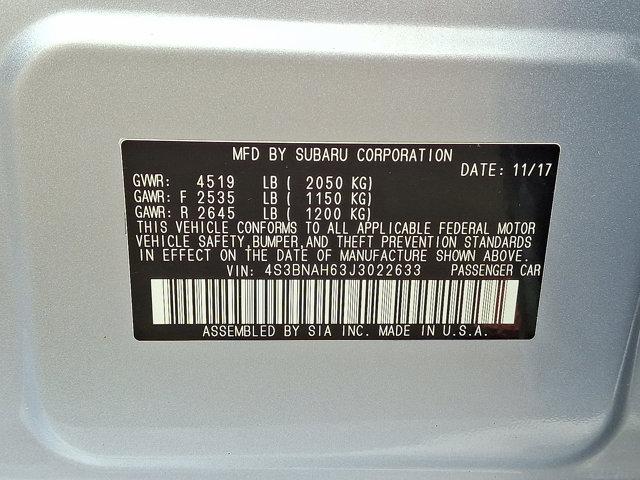 MFD BY SUBARU CORPORATION
DATE: 11/17
GVWR: 4519 LB ( 2050 KG)
GAWR: F 2535 LB ( 1150 KG)
GAWR: R 2645 LB ( 1200 KG)
THIS VEHICLE CONFORMS TO ALL APPLICABLE FEDERAL MOTOR
VEHICLE SAFETY,BUMPER,AND THEFT PREVENTION STANDARDS
IN EFFECT ON THE DATE OF MANUFACTURE SHOWN ABOVE.
VIN: 4S3BNAH63J3022633 PASSENGER CAR
ASSEMBLED BY SIA INC. MADE IN U.S.A.